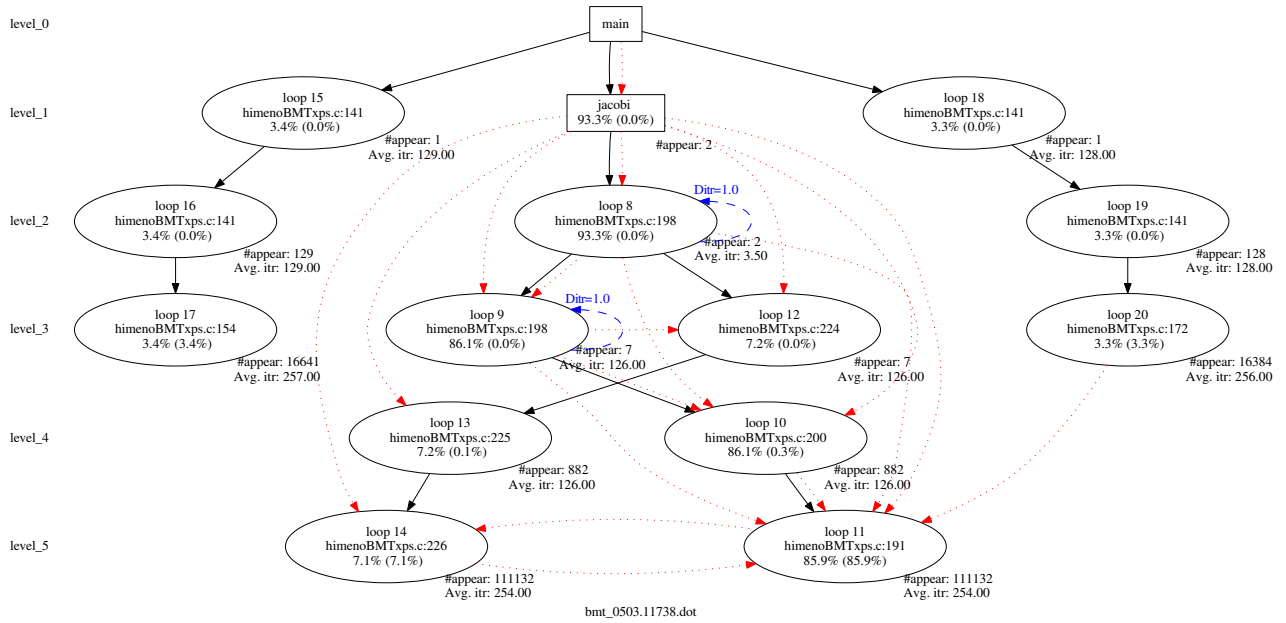 level_0
main
level_1
loop 15
himenoBMTxps.c:141
3.4% (0.0%)
#appear: 1
Avg. itr: 129.00
jacobi
93.3% (0.0%)
#appear: 2
loop 18
himenoBMTxps.c:141
3.3% (0.0%)
#appear: 1
Avg. itr: 128.00
level_2
loop 16
himenoBMTxps.c:141
3.4% (0.0%)
#appear: 129
Avg. itr: 129.00
loop 8
himenoBMTxps.c:198
93.3% (0.0%)
Ditr=1.0
#appear: 2
Avg. itr: 3.50
loop 19
himenoBMTxps.c:141
3.3% (0.0%)
#appear: 128
Avg. itr: 128.00
level_3
loop 17
himenoBMTxps.c:154
3.4% (3.4%)
#appear: 16641
Avg. itr: 257.00
loop 9
himenoBMTxps.c:198
86.1% (0.0%)
Ditr=1.0
#appear: 7
Avg. itr: 126.00
loop 12
himenoBMTxps.c:224
7.2% (0.0%)
#appear: 7
Avg. itr: 126.00
loop 20
himenoBMTxps.c:172
3.3% (3.3%)
#appear: 16384
Avg. itr: 256.00
level_4
loop 13
himenoBMTxps.c:225
7.2% (0.1%)
#appear: 882
Avg. itr: 126.00
loop 10
himenoBMTxps.c:200
86.1% (0.3%)
#appear: 882
Avg. itr: 126.00
level_5
loop 14
himenoBMTxps.c:226
7.1% (7.1%)
#appear: 111132
Avg. itr: 254.00
loop 11
himenoBMTxps.c:191
85.9% (85.9%)
#appear: 111132
Avg. itr: 254.00
bmt_0503.11738.dot